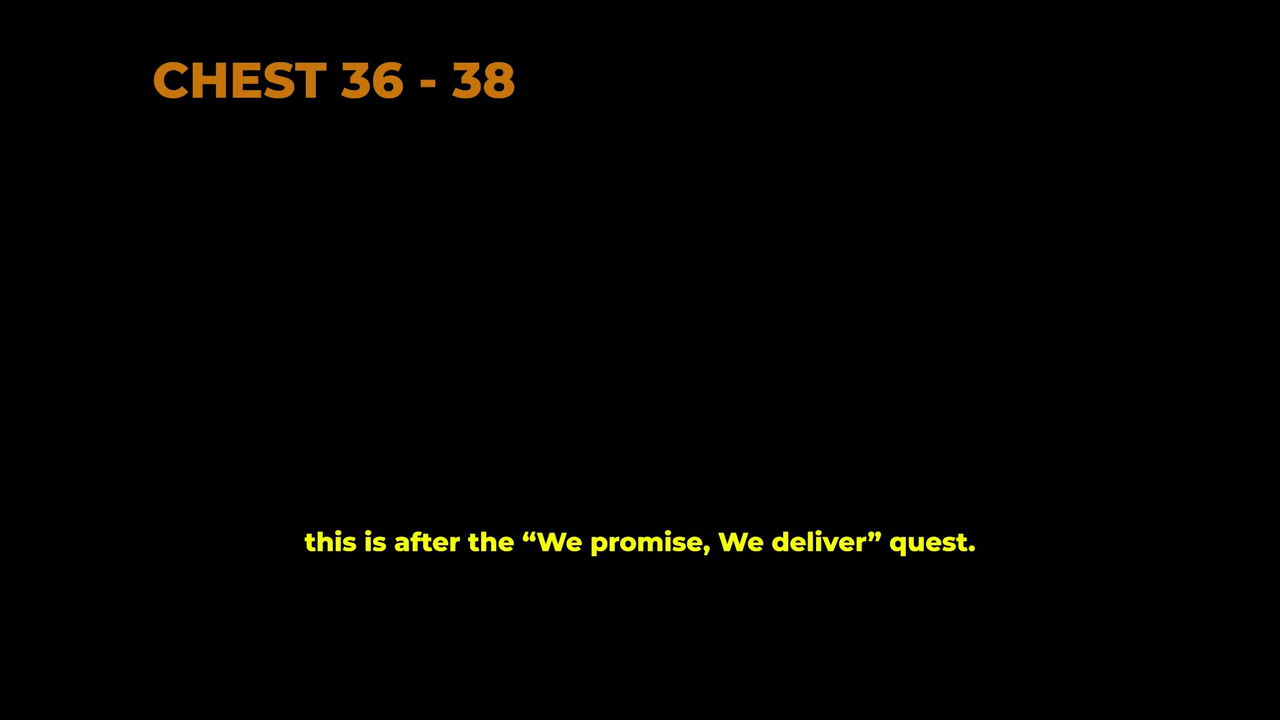 CHEST 36 - 38
this is after the “We promise, We deliver” quest.